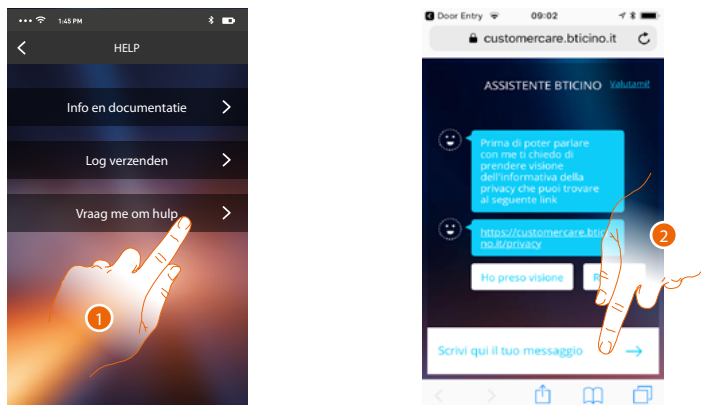 1:45 PM
HELP
Info en documentatie
Log verzenden
Vraag me om hulp
1
Door Entry 09:02
customercare.bticino.it
ASSISTENTE BTICINO Valutami!
Prima di poter parlare
con me ti chiedo di
prendere visione
dell'informativa della
privacy che puoi trovare
al seguente link
https://customercare.btic
no.it/privacy
2
Ho preso visione
Scrivi qui il tuo messaggio